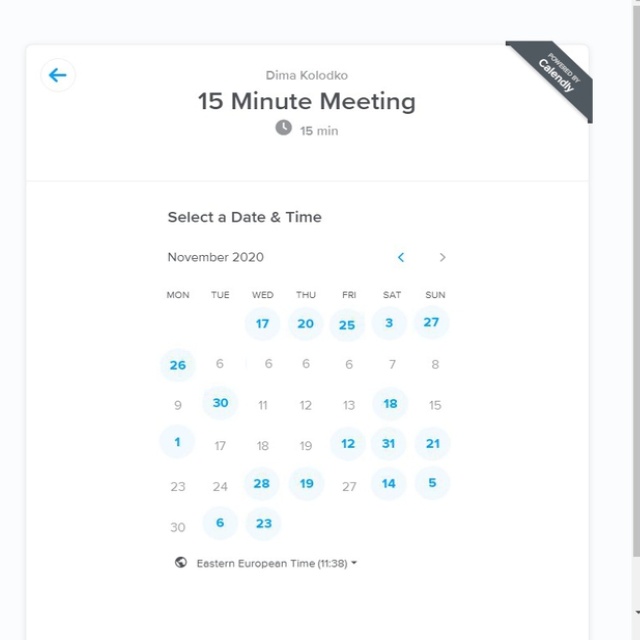 POWERED BY
Calendly
Dima Kolodko
15 Minute Meeting
15 min
Select a Date & Time
November 2020
MON TUE WED THU FRI SAT SUN
17 20 25 3 27
26 6 6 6 6 7 8
9 30 11 12 13 18 15
1 17 18 19 12 31 21
23 24 28 19 27 14 5
30 6 23
Eastern European Time (11:38)